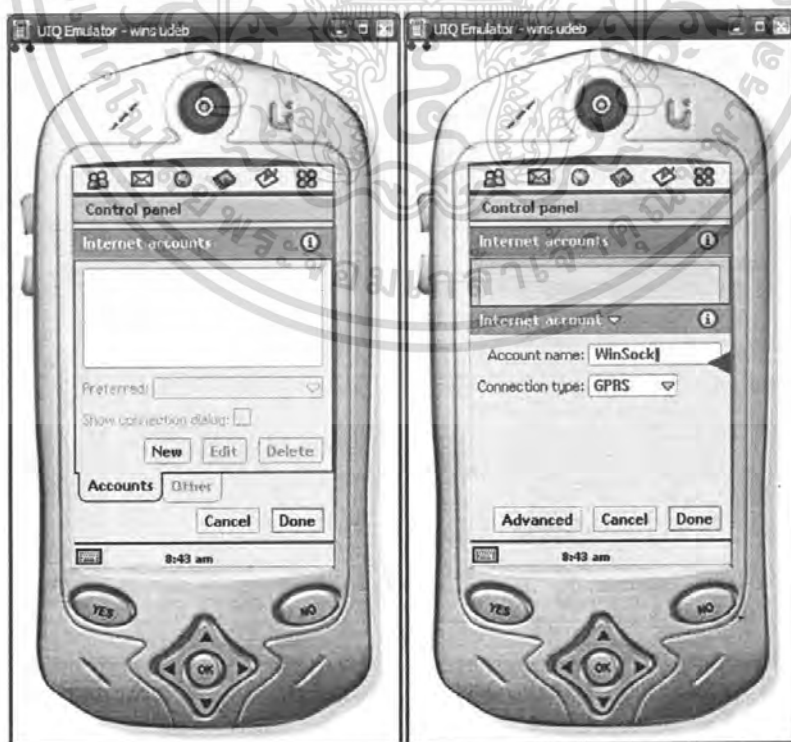 UIQ Emulator - wins udeb
Control panel
Internet accounts
Preferred:
Show connection dialog:
New Edit Delete
Accounts Other
Cancel Done
8:43 am
YES NO
OK
UIQ Emulator - wins udeb
Control panel
Internet accounts
Internet account
Account name: WinSock
Connection type: GPRS
Advanced Cancel Done
8:43 am
YES NO
OK